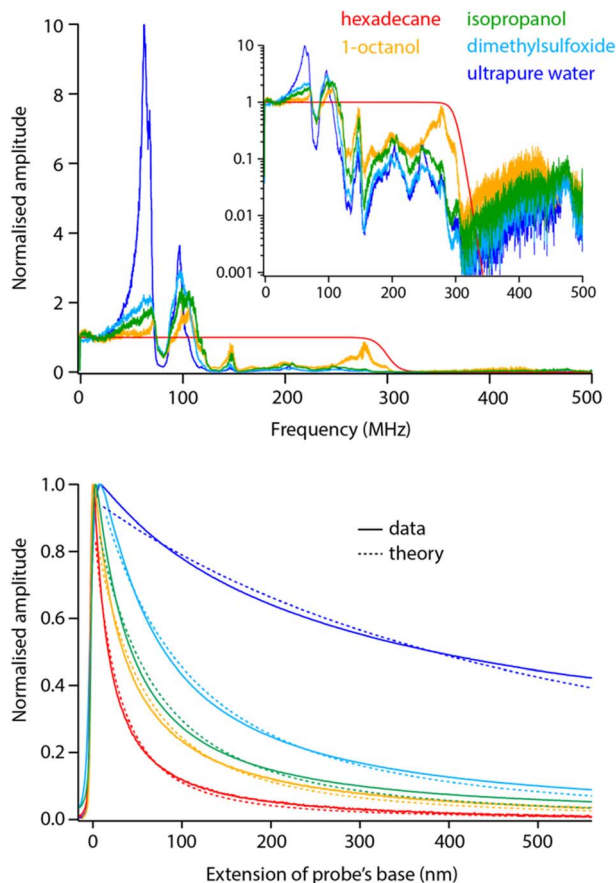 hexadecane
isopropanol
1-octanol
dimethylsulfoxide
ultrapure water
10
8
6
4
2
0
Normalised amplitude
10
1
0.1
0.01
0.001
0 100 200 300 400 500
0 100 200 300 400 500
Frequency (MHz)
1.0
0.8
0.6
0.4
0.2
0.0
Normalised amplitude
data
theory
0 100 200 300 400 500
Extension of probe's base (nm)